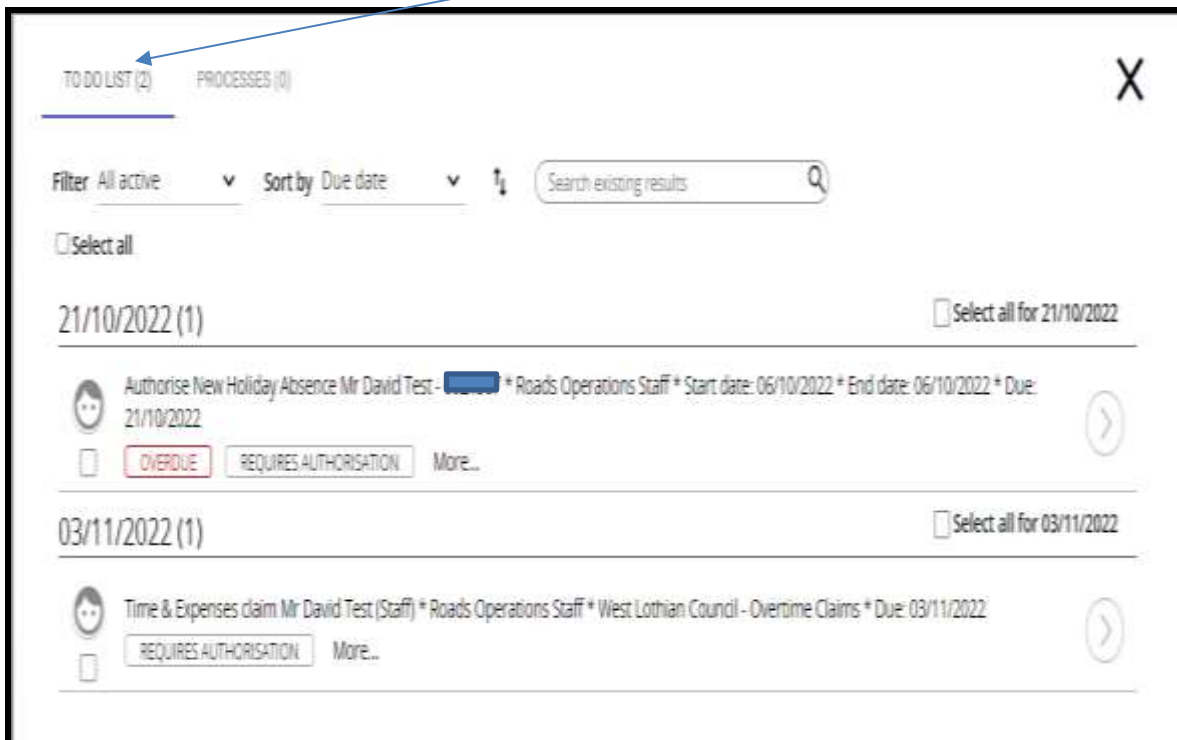 TO DO LIST (2) PROCESSES (0) X
Filter All active Sort by Due date Search existing results
Select all
21/10/2022 (1) Select all for 21/10/2022
Authorise New Holiday Absence Mr David Test - * Roads Operations Staff * Start date: 06/10/2022 * End date: 06/10/2022 * Due:
21/10/2022
OVERDUE REQUIRES AUTHORISATION More...
03/11/2022 (1) Select all for 03/11/2022
Time & Expenses claim Mr David Test (Staff) * Roads Operations Staff * West Lothian Council - Overtime Claims * Due: 03/11/2022
REQUIRES AUTHORISATION More...